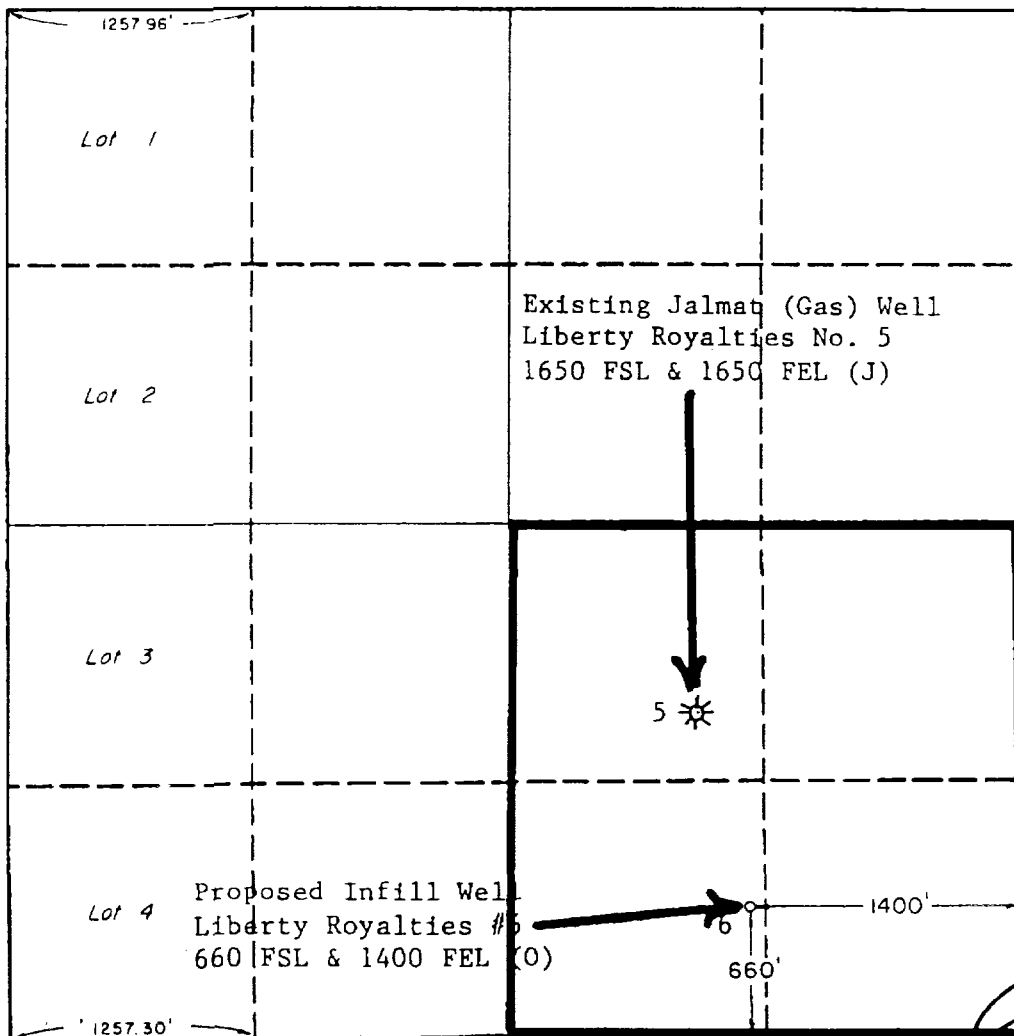 1257 96'
Lot 1
Existing Jalmat (Gas) Well
Liberty Royalties No. 5
1650 FSL & 1650 FEL (J)
Lot 2
Lot 3
5
Proposed Infill Well
Liberty Royalties #6
660 FSL & 1400 FEL (O)
Lot 4
6
1400'
660'
1257.30'